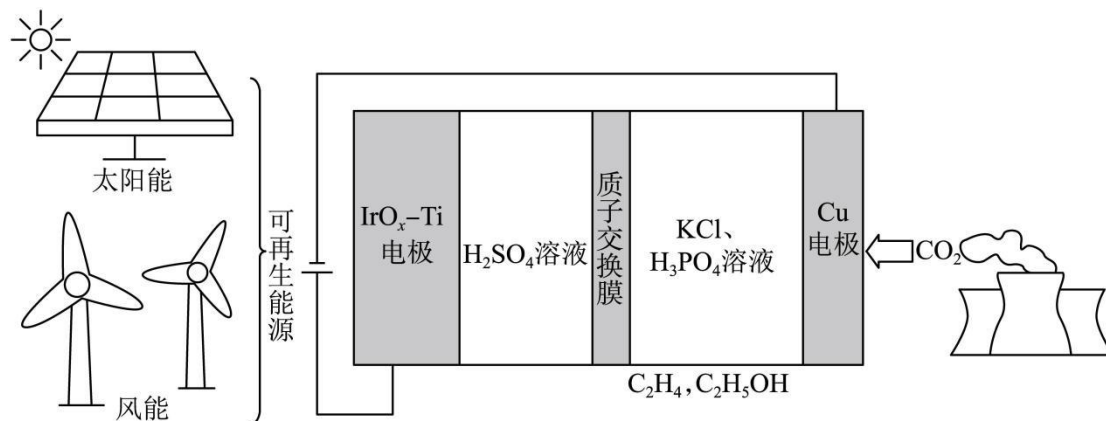 太阳能
风能
可再生能源
IrOₓ-Ti
电极
H₂SO₄溶液
质子交换膜
KCl、
H₃PO₄溶液
Cu
电极
CO₂
C₂H₄,C₂H₅OH